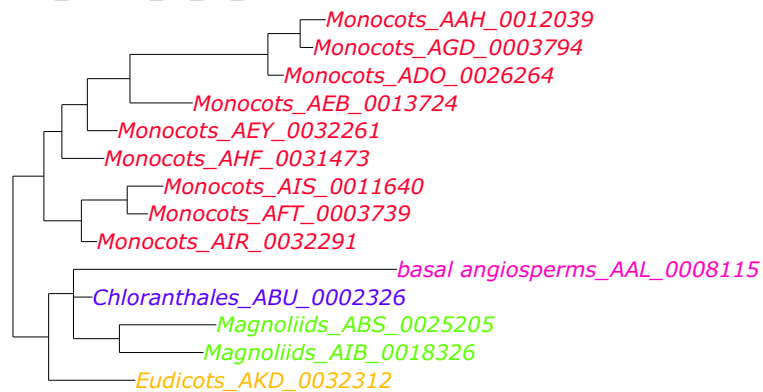 Monocots_AAH_0012039
Monocots_AGD_0003794
Monocots_ADO_0026264
Monocots_AEB_0013724
Monocots_AEY_0032261
Monocots_AHF_0031473
Monocots_AIS_0011640
Monocots_AFT_0003739
Monocots_AIR_0032291
basal angiosperms_AAL_0008115
Chloranthales_ABU_0002326
Magnoliids_ABS_0025205
Magnoliids_AIB_0018326
Eudicots_AKD_0032312